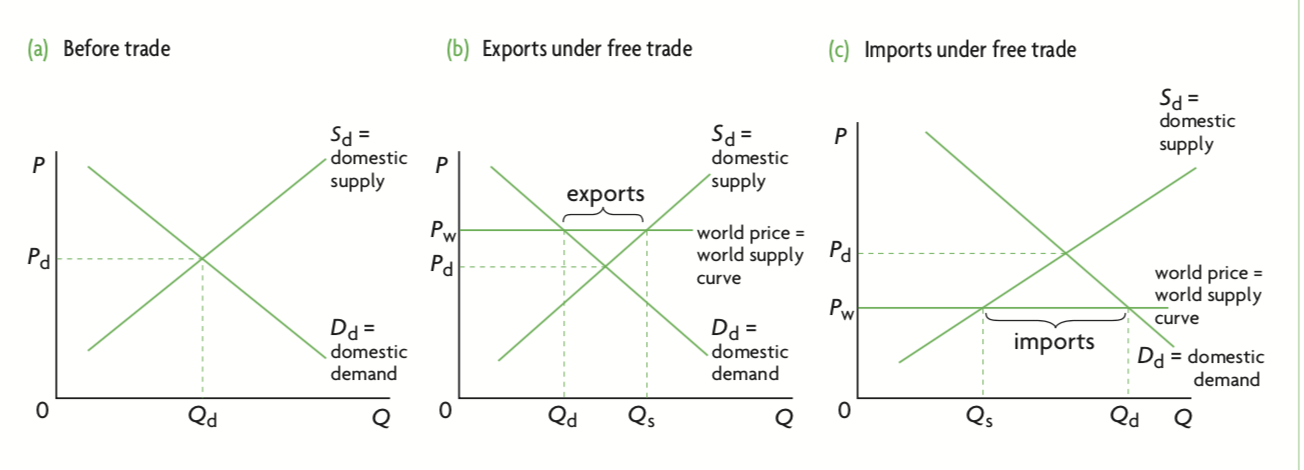 (a) Before trade
P
Sd =
domestic
supply
Pd
Dd =
domestic
demand
0
Qd
Q
(b) Exports under free trade
P
Sd =
domestic
supply
exports
Pw
world price =
world supply
curve
Pd
Dd =
domestic
demand
0
Qd
Qs
Q
(c) Imports under free trade
P
Sd =
domestic
supply
Pd
world price =
world supply
curve
Pw
imports
Dd = domestic
demand
0
Qs
Qd
Q